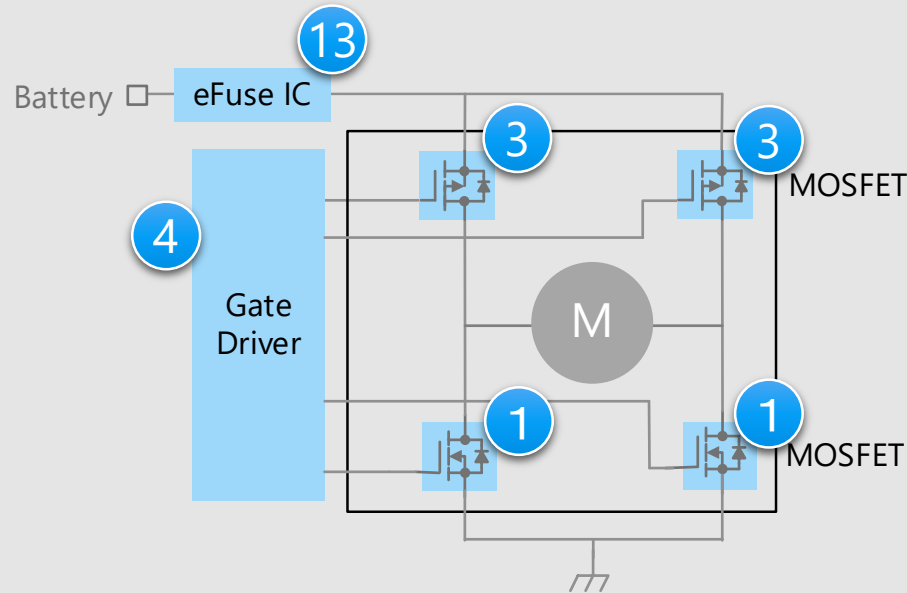 13
Battery
eFuse IC
3
3
MOSFET
4
Gate
Driver
M
1
1
MOSFET